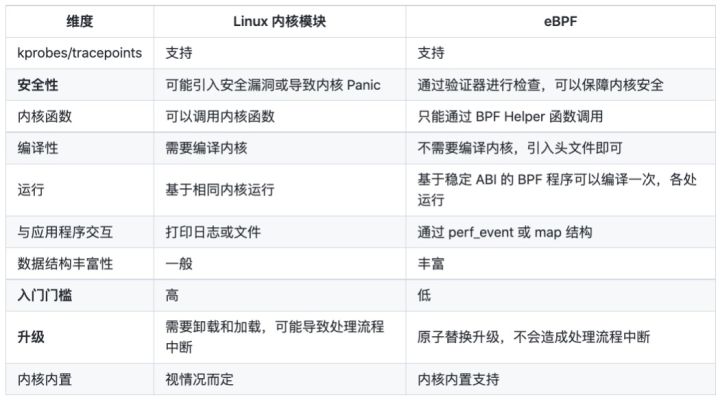 维度 Linux 内核模块 eBPF
kprobes/tracepoints 支持 支持
安全性 可能引入安全漏洞或导致内核 Panic 通过验证器进行检查，可以保障内核安全
内核函数 可以调用内核函数 只能通过 BPF Helper 函数调用
编译性 需要编译内核 不需要编译内核，引入头文件即可
运行 基于相同内核运行 基于稳定 ABI 的 BPF 程序可以编译一次，各处
运行
与应用程序交互 打印日志或文件 通过 perf_event 或 map 结构
数据结构丰富性 一般 丰富
入门门槛 高 低
升级 需要卸载和加载，可能导致处理流程
中断 原子替换升级，不会造成处理流程中断
内核内置 视情况而定 内核内置支持